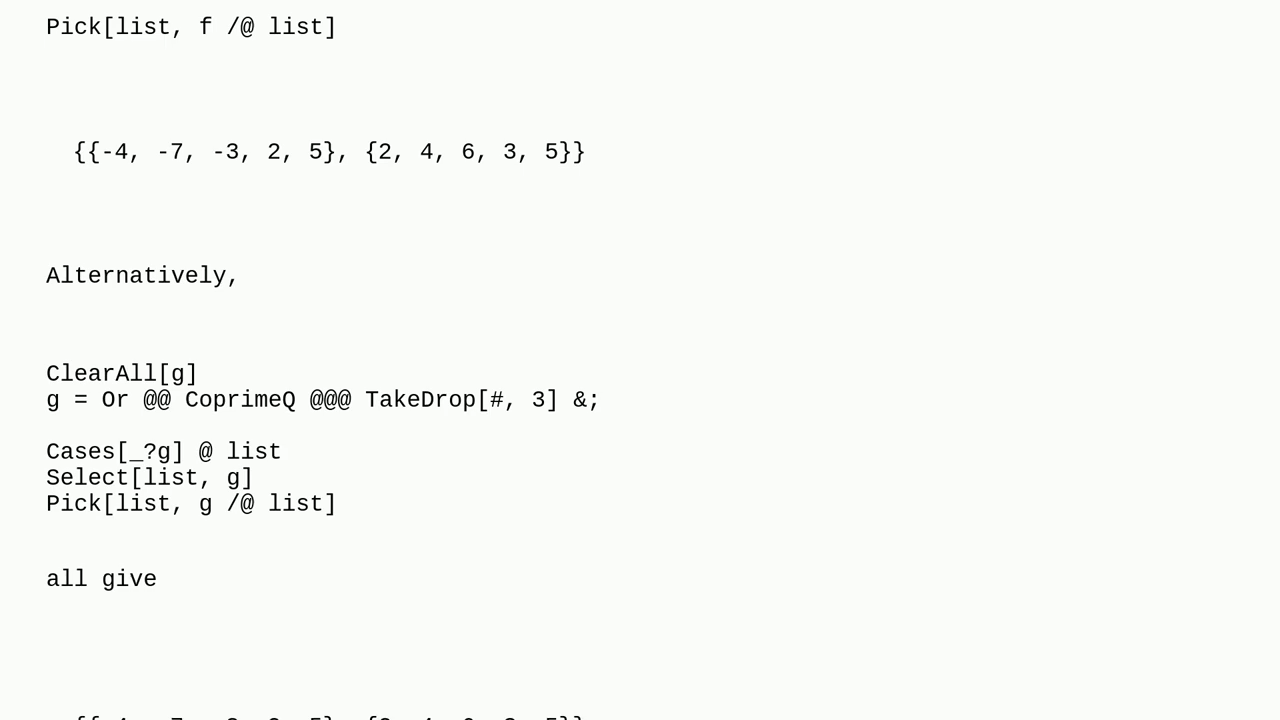 Pick[list, f /@ list]
{{-4, -7, -3, 2, 5}, {2, 4, 6, 3, 5}}
Alternatively,
ClearAll[g]
g = Or @@ CoprimeQ @@@ TakeDrop[#, 3] &;
Cases[_?g] @ list
Select[list, g]
Pick[list, g /@ list]
all give